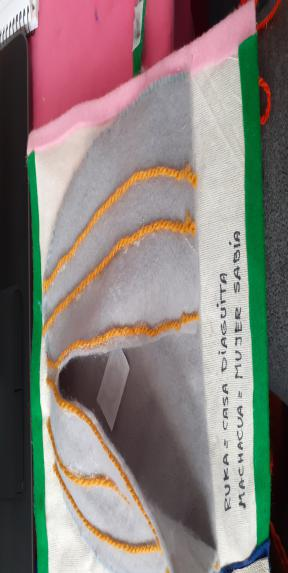 RUKA = CASA DIAGUITA
MACHACUA = MUJER SABIA